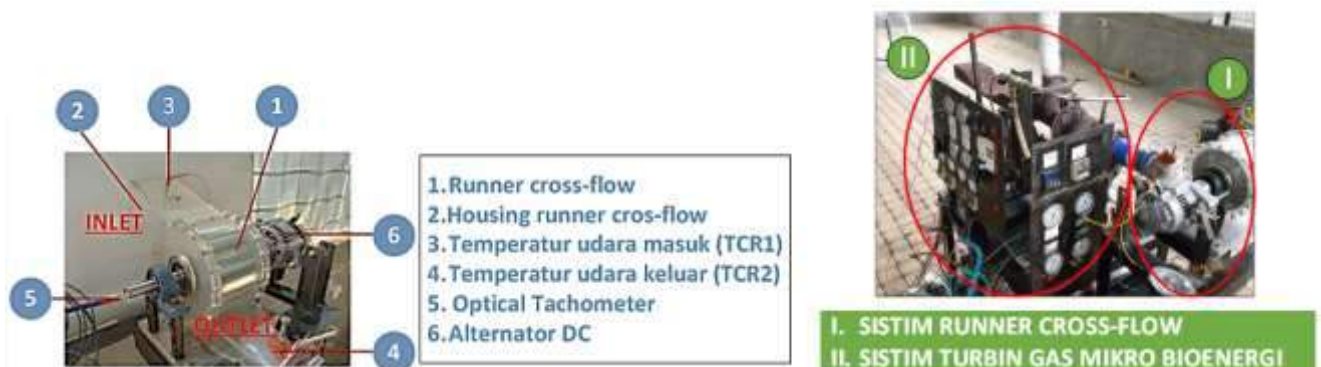 2
3
1
INLET
5
OUTLET
6
4
1.Runner cross-flow
2.Housing runner cros-flow
3.Temperatur udara masuk (TCR1)
4.Temperatur udara keluar (TCR2)
5. Optical Tachometer
6.Alternator DC
II
I
I. SISTIM RUNNER CROSS-FLOW
II. SISTIM TURBIN GAS MIKRO BIOENERGI